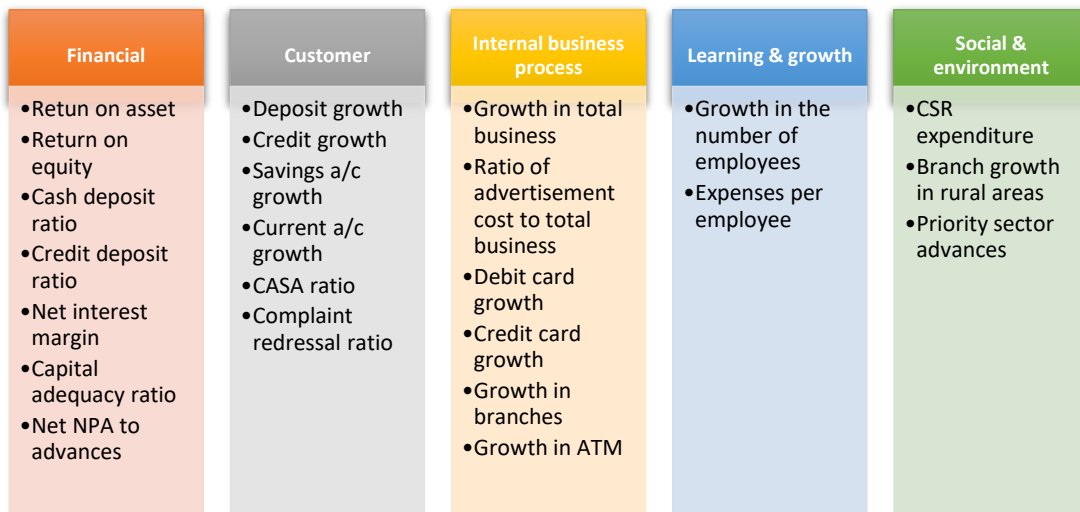 Financial
•Retun on asset
•Return on
equity
•Cash deposit
ratio
•Credit deposit
ratio
•Net interest
margin
•Capital
adequacy ratio
•Net NPA to
advances
Customer
•Deposit growth
•Credit growth
•Savings a/c
growth
•Current a/c
growth
•CASA ratio
•Complaint
redressal ratio
Internal business
process
•Growth in total
business
•Ratio of
advertisement
cost to total
business
•Debit card
growth
•Credit card
growth
•Growth in
branches
•Growth in ATM
Learning & growth
•Growth in the
number of
employees
•Expenses per
employee
Social &
environment
•CSR
expenditure
•Branch growth
in rural areas
•Priority sector
advances